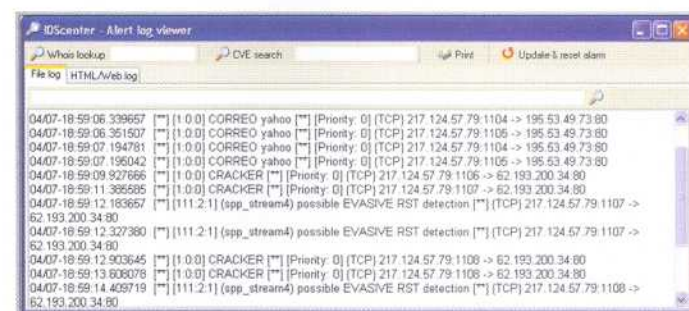 IDScenter - Alert log viewer
Whois lookup CVE search Print Update & reset alarm
File log HTML/Web log
04/07-18:59:06.339657 [**] [1:0:0] CORREO yahoo [**] [Priority: 0] {TCP} 217.124.57.79:1104 -> 195.53.49.73:80
04/07-18:59:06.351507 [**] [1:0:0] CORREO yahoo [**] [Priority: 0] {TCP} 217.124.57.79:1105 -> 195.53.49.73:80
04/07-18:59:07.194781 [**] [1:0:0] CORREO yahoo [**] [Priority: 0] {TCP} 217.124.57.79:1104 -> 195.53.49.73:80
04/07-18:59:07.195042 [**] [1:0:0] CORREO yahoo [**] [Priority: 0] {TCP} 217.124.57.79:1105 -> 195.53.49.73:80
04/07-18:59:09.927666 [**] [1:0:0] CRACKER [**] [Priority: 0] {TCP} 217.124.57.79:1106 -> 62.193.200.34:80
04/07-18:59:11.385585 [**] [1:0:0] CRACKER [**] [Priority: 0] {TCP} 217.124.57.79:1107 -> 62.193.200.34:80
04/07-18:59:12.183657 [**] [111:2:1] (spp_stream4) possible EVASIVE RST detection [**] {TCP} 217.124.57.79:1107 ->
62.193.200.34:80
04/07-18:59:12.327380 [**] [111:2:1] (spp_stream4) possible EVASIVE RST detection [**] {TCP} 217.124.57.79:1107 ->
62.193.200.34:80
04/07-18:59:12.903645 [**] [1:0:0] CRACKER [**] [Priority: 0] {TCP} 217.124.57.79:1108 -> 62.193.200.34:80
04/07-18:59:13.608078 [**] [1:0:0] CRACKER [**] [Priority: 0] {TCP} 217.124.57.79:1108 -> 62.193.200.34:80
04/07-18:59:14.409719 [**] [111:2:1] (spp_stream4) possible EVASIVE RST detection [**] {TCP} 217.124.57.79:1108 ->
62.193.200.34:80